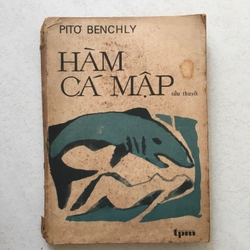 PITƠ BENCHLY
HÀM
CÁ MẬP
tiểu thuyết
tpm